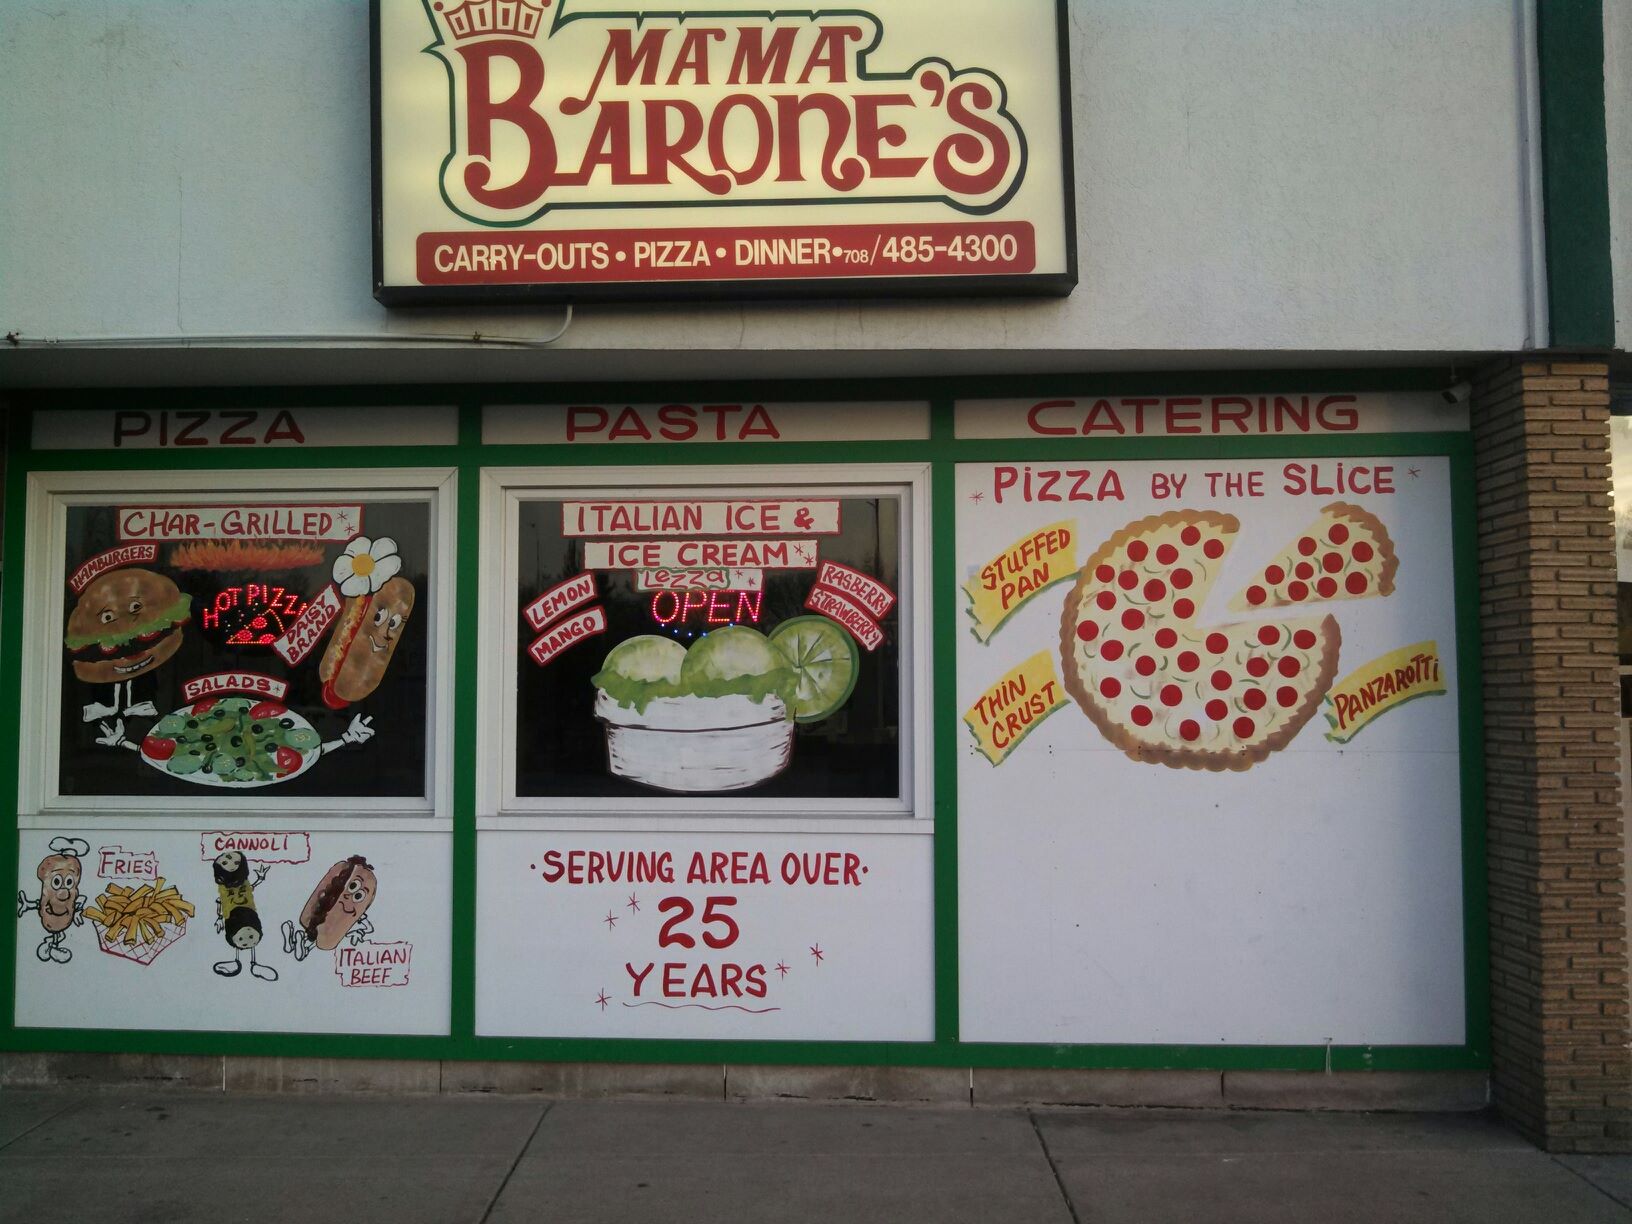 MAMA
BARONE'S
CARRY-OUTS • PIZZA • DINNER • 708/485-4300
PIZZA
PASTA
CATERING
CHAR-GRILLED
HAMBURGERS
HOT PIZZA
DAISY
BRAND
SALADS
FRIES
CANNOLI
ITALIAN
BEEF
ITALIAN ICE &
ICE CREAM
LEZZA
OPEN
LEMON
MANGO
RASBERRY
STRAWBERRY
• SERVING AREA OVER •
25
YEARS
PIZZA BY THE SLICE
STUFFED
PAN
THIN
CRUST
PANZAROTTI